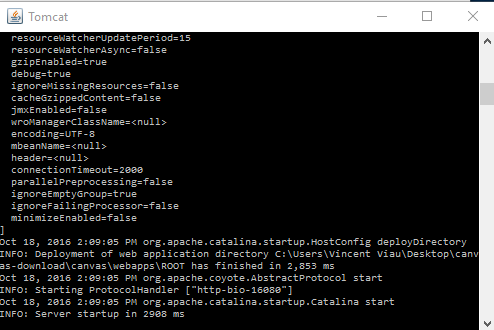 Tomcat
resourceWatcherUpdatePeriod=15
resourceWatcherAsync=false
gzipEnabled=true
debug=true
ignoreMissingResources=false
cacheGzippedContent=false
jmxEnabled=false
wroManagerClassName=<null>
encoding=UTF-8
mbeanName=<null>
header=<null>
connectionTimeout=2000
parallelPreprocessing=false
ignoreEmptyGroup=true
ignoreFailingProcessor=false
minimizeEnabled=false
]
Oct 18, 2016 2:09:05 PM org.apache.catalina.startup.HostConfig deployDirectory
INFO: Deployment of web application directory C:\Users\Vincent Viau\Desktop\canv
as-download\canvas\webapps\ROOT has finished in 2,853 ms
Oct 18, 2016 2:09:05 PM org.apache.coyote.AbstractProtocol start
INFO: Starting ProtocolHandler ["http-bio-16080"]
Oct 18, 2016 2:09:05 PM org.apache.catalina.startup.Catalina start
INFO: Server startup in 2908 ms